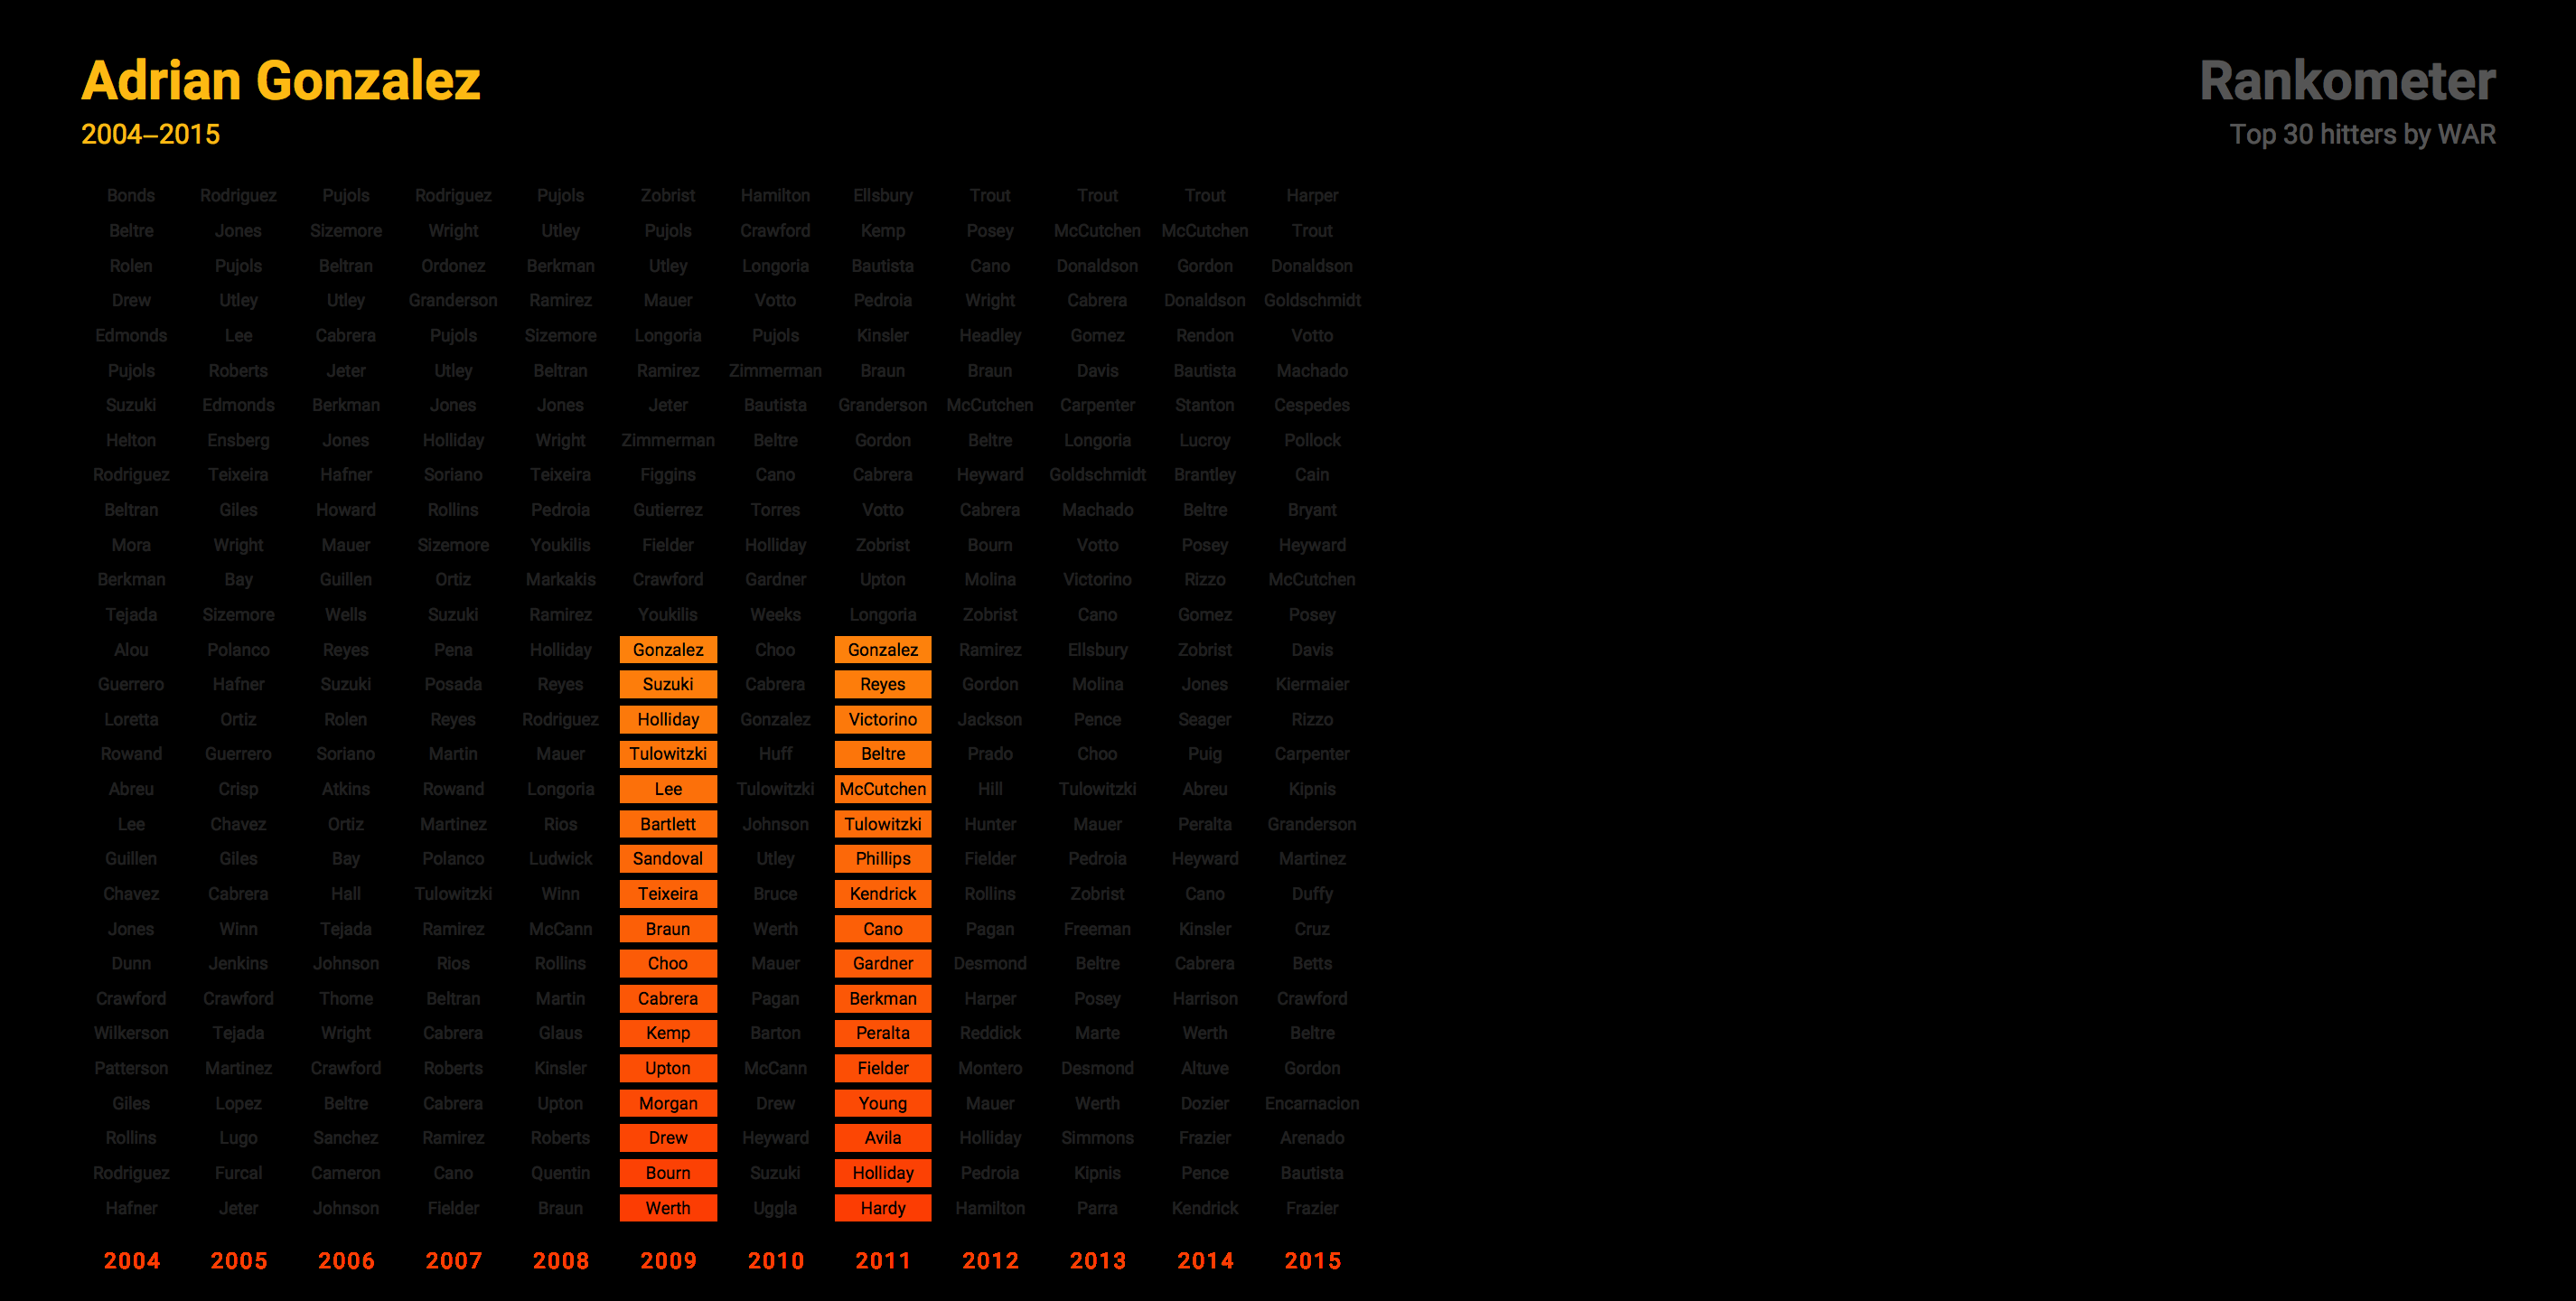 Adrian Gonzalez
2004–2015
Rankometer
Top 30 hitters by WAR
Bonds Rodriguez Pujols Rodriguez Pujols Zobrist Hamilton Ellsbury Trout Trout Trout Harper
Beltre Jones Sizemore Wright Utley Pujols Crawford Kemp Posey McCutchen McCutchen Trout
Rolen Pujols Beltran Ordonez Berkman Utley Longoria Bautista Cano Donaldson Gordon Donaldson
Drew Utley Utley Granderson Ramirez Mauer Votto Pedroia Wright Cabrera Donaldson Goldschmidt
Edmonds Lee Cabrera Pujols Sizemore Longoria Pujols Kinsler Headley Gomez Rendon Votto
Pujols Roberts Jeter Utley Beltran Ramirez Zimmerman Braun Braun Davis Bautista Machado
Suzuki Edmonds Berkman Jones Jones Jeter Bautista Granderson McCutchen Carpenter Stanton Cespedes
Helton Ensberg Jones Holliday Wright Zimmerman Beltre Gordon Beltre Longoria Lucroy Pollock
Rodriguez Teixeira Hafner Soriano Teixeira Figgins Cano Cabrera Heyward Goldschmidt Brantley Cain
Beltran Giles Howard Rollins Pedroia Gutierrez Torres Votto Cabrera Machado Beltre Bryant
Mora Wright Mauer Sizemore Youkilis Fielder Holliday Zobrist Bourn Votto Posey Heyward
Berkman Bay Guillen Ortiz Markakis Crawford Gardner Upton Molina Victorino Rizzo McCutchen
Tejada Sizemore Wells Suzuki Ramirez Youkilis Weeks Longoria Zobrist Cano Gomez Posey
Alou Polanco Reyes Pena Holliday Gonzalez Choo Gonzalez Ramirez Ellsbury Zobrist Davis
Guerrero Hafner Suzuki Posada Reyes Suzuki Cabrera Reyes Gordon Molina Jones Kiermaier
Loretta Ortiz Rolen Reyes Rodriguez Holliday Gonzalez Victorino Jackson Pence Seager Rizzo
Rowand Guerrero Soriano Martin Mauer Tulowitzki Huff Beltre Prado Choo Puig Carpenter
Abreu Crisp Atkins Rowand Longoria Lee Tulowitzki McCutchen Hill Tulowitzki Abreu Kipnis
Lee Chavez Ortiz Martinez Rios Bartlett Johnson Tulowitzki Hunter Mauer Peralta Granderson
Guillen Giles Bay Polanco Ludwick Sandoval Utley Phillips Fielder Pedroia Heyward Martinez
Chavez Cabrera Hall Tulowitzki Winn Teixeira Bruce Kendrick Rollins Zobrist Cano Duffy
Jones Winn Tejada Ramirez McCann Braun Werth Cano Pagan Freeman Kinsler Cruz
Dunn Jenkins Johnson Rios Rollins Choo Mauer Gardner Desmond Beltre Cabrera Betts
Crawford Crawford Thome Beltran Martin Cabrera Pagan Berkman Harper Posey Harrison Crawford
Wilkerson Tejada Wright Cabrera Glaus Kemp Barton Peralta Reddick Marte Werth Beltre
Patterson Martinez Crawford Roberts Kinsler Upton McCann Fielder Montero Desmond Altuve Gordon
Giles Lopez Beltre Cabrera Upton Morgan Drew Young Mauer Werth Dozier Encarnacion
Rollins Lugo Sanchez Ramirez Roberts Drew Heyward Avila Holliday Simmons Frazier Arenado
Rodriguez Furcal Cameron Cano Quentin Bourn Suzuki Holliday Pedroia Kipnis Pence Bautista
Hafner Jeter Johnson Fielder Braun Werth Uggla Hardy Hamilton Parra Kendrick Frazier
2004 2005 2006 2007 2008 2009 2010 2011 2012 2013 2014 2015